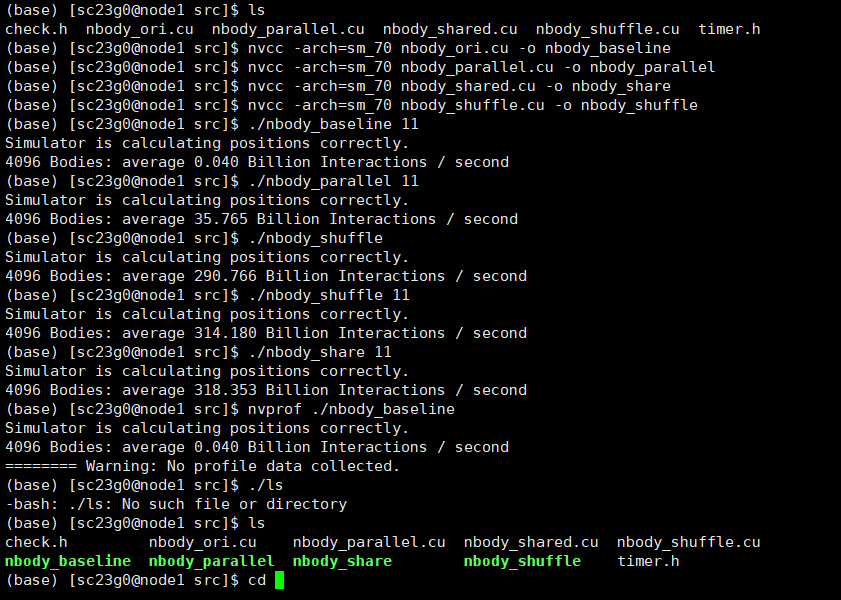 (base) [sc23g0@node1 src]$ ls
check.h  nbody_ori.cu  nbody_parallel.cu  nbody_shared.cu  nbody_shuffle.cu  timer.h
(base) [sc23g0@node1 src]$ nvcc -arch=sm_70 nbody_ori.cu -o nbody_baseline
(base) [sc23g0@node1 src]$ nvcc -arch=sm_70 nbody_parallel.cu -o nbody_parallel
(base) [sc23g0@node1 src]$ nvcc -arch=sm_70 nbody_shared.cu -o nbody_share
(base) [sc23g0@node1 src]$ nvcc -arch=sm_70 nbody_shuffle.cu -o nbody_shuffle
(base) [sc23g0@node1 src]$ ./nbody_baseline 11
Simulator is calculating positions correctly.
4096 Bodies: average 0.040 Billion Interactions / second
(base) [sc23g0@node1 src]$ ./nbody_parallel 11
Simulator is calculating positions correctly.
4096 Bodies: average 35.765 Billion Interactions / second
(base) [sc23g0@node1 src]$ ./nbody_shuffle
Simulator is calculating positions correctly.
4096 Bodies: average 290.766 Billion Interactions / second
(base) [sc23g0@node1 src]$ ./nbody_shuffle 11
Simulator is calculating positions correctly.
4096 Bodies: average 314.180 Billion Interactions / second
(base) [sc23g0@node1 src]$ ./nbody_share 11
Simulator is calculating positions correctly.
4096 Bodies: average 318.353 Billion Interactions / second
(base) [sc23g0@node1 src]$ nvprof ./nbody_baseline
Simulator is calculating positions correctly.
4096 Bodies: average 0.040 Billion Interactions / second
======== Warning: No profile data collected.
(base) [sc23g0@node1 src]$ ./ls
-bash: ./ls: No such file or directory
(base) [sc23g0@node1 src]$ ls
check.h         nbody_ori.cu    nbody_parallel.cu  nbody_shared.cu  nbody_shuffle.cu
nbody_baseline  nbody_parallel  nbody_share        nbody_shuffle    timer.h
(base) [sc23g0@node1 src]$ cd